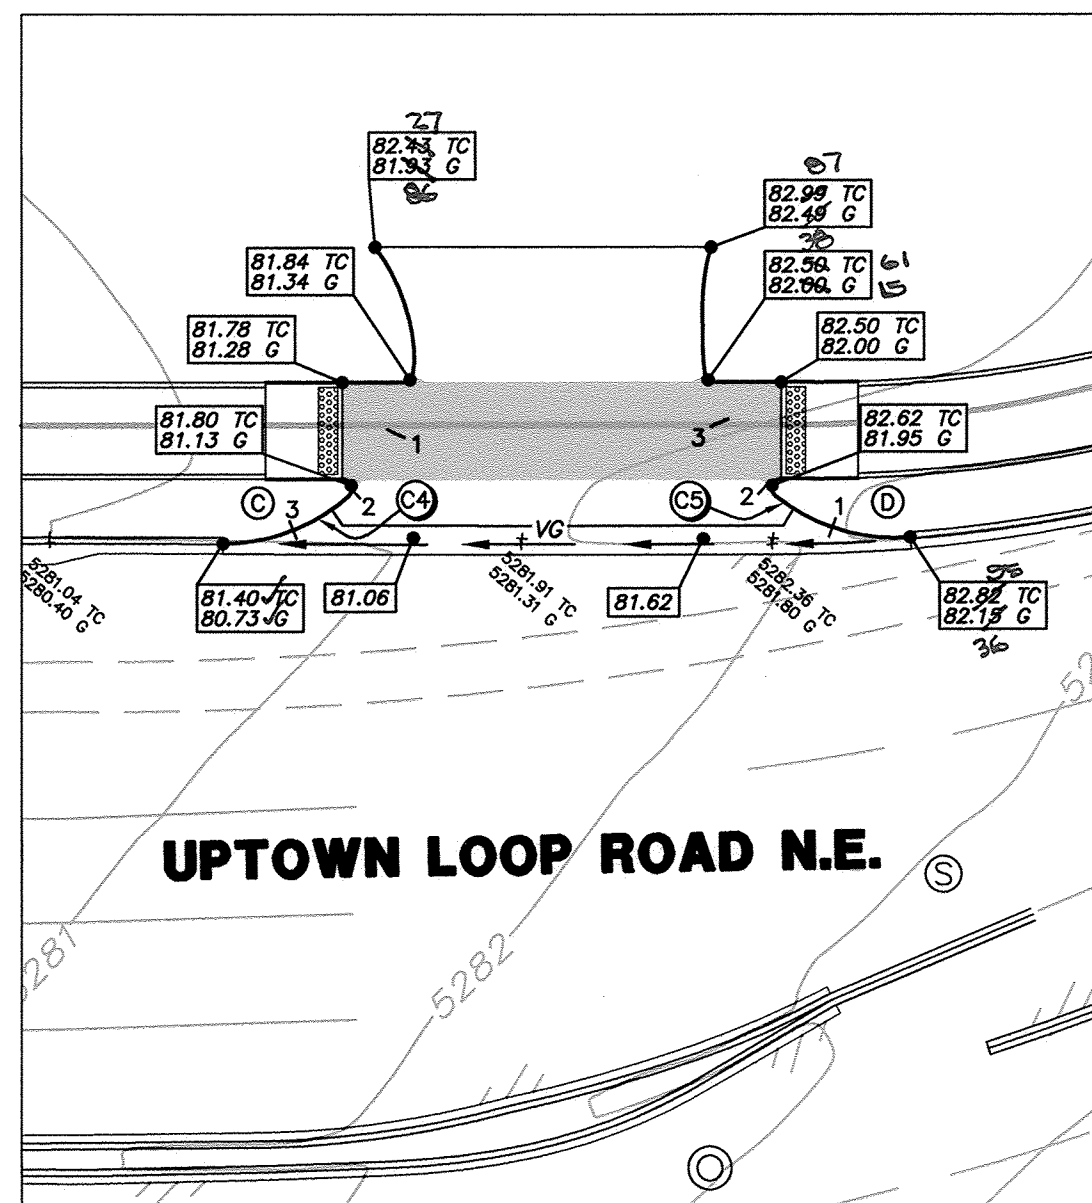 27
82.43 TC
81.93 G
86
87
82.99 TC
82.49 G
38
81.84 TC
81.34 G
82.50 TC 61
82.00 G 15
81.78 TC
81.28 G
82.50 TC
82.00 G
81.80 TC
81.13 G
82.62 TC
81.95 G
1
3
2
C4
C5
2
C
3
1
D
VG
5281.04 TC
5280.40 G
81.40 TC
80.73 G
81.06
5281.91 TC
5281.31 G
81.62
5282.36 TC
5281.80 G
95
82.82 TC
82.15 G
36
UPTOWN LOOP ROAD N.E.
S
5281
5282